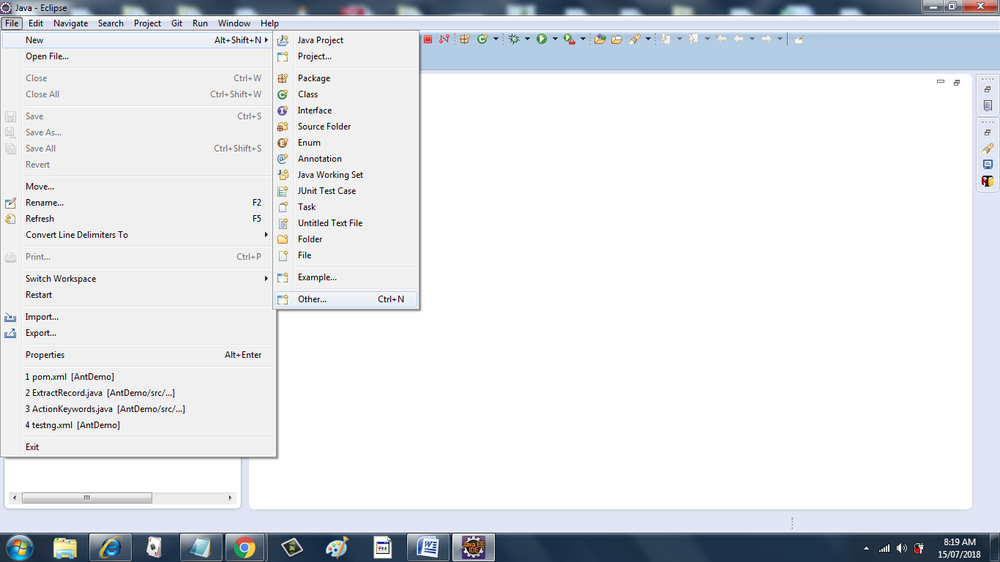 Java - Eclipse
File Edit Navigate Search Project Git Run Window Help
New Alt+Shift+N
Open File...
Close Ctrl+W
Close All Ctrl+Shift+W
Save Ctrl+S
Save As...
Save All Ctrl+Shift+S
Revert
Move...
Rename... F2
Refresh F5
Convert Line Delimiters To
Print... Ctrl+P
Switch Workspace
Restart
Import...
Export...
Properties Alt+Enter
1 pom.xml [AntDemo]
2 ExtractRecord.java [AntDemo/src/...]
3 ActionKeywords.java [AntDemo/src/...]
4 testng.xml [AntDemo]
Exit
Java Project
Project...
Package
Class
Interface
Source Folder
Enum
Annotation
Java Working Set
JUnit Test Case
Task
Untitled Text File
Folder
File
Example...
Other... Ctrl+N
Java EE
IDE
8:19 AM
15/07/2018